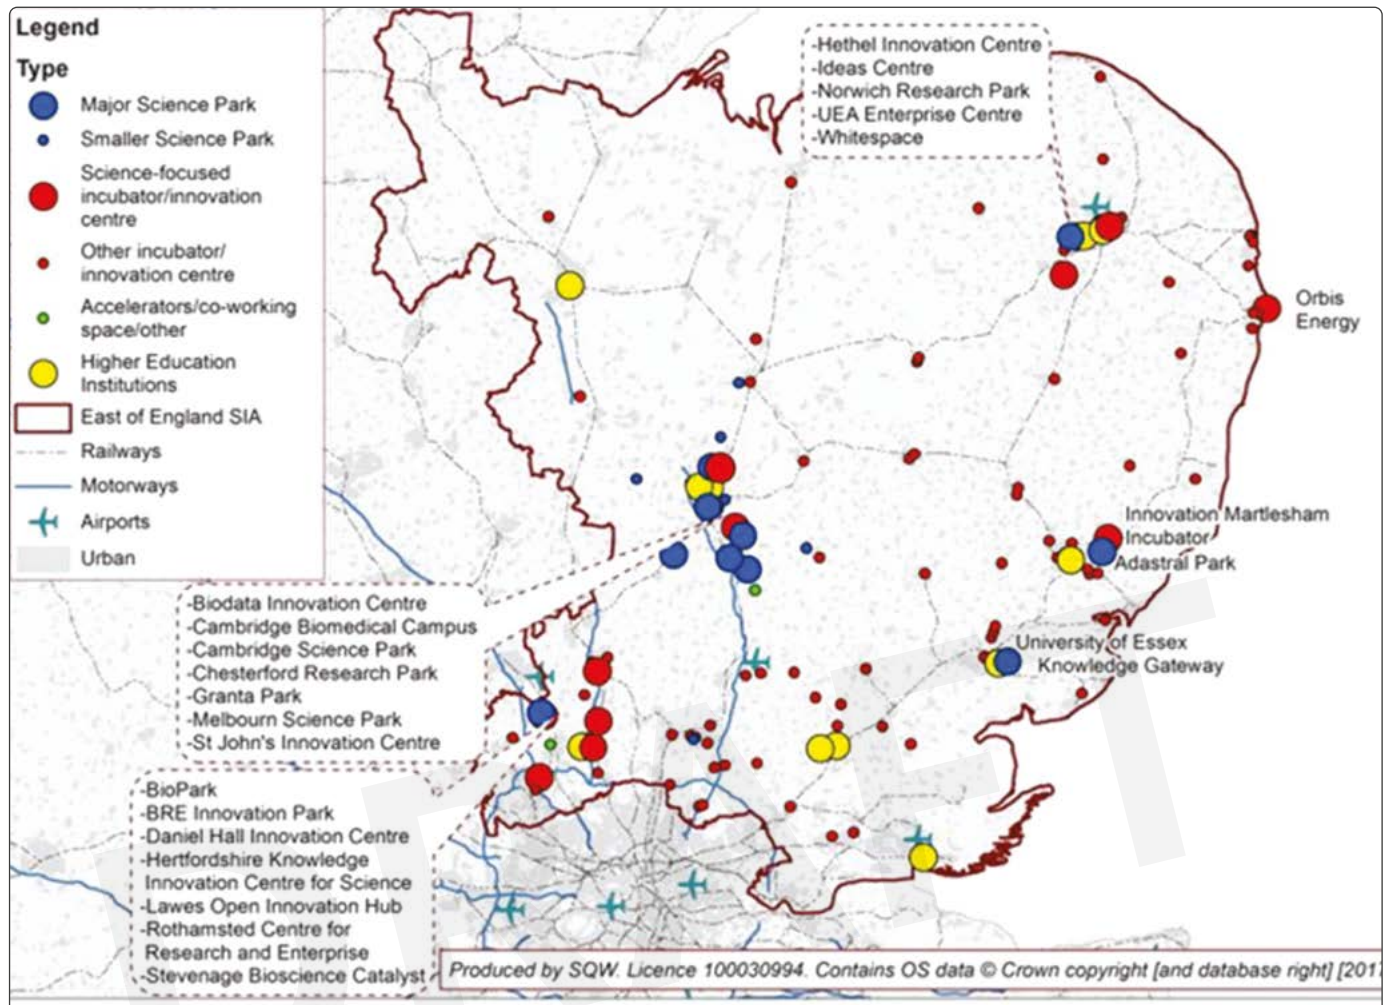 Legend
Type
Major Science Park
Smaller Science Park
Science-focused
incubator/innovation
centre
Other incubator/
innovation centre
Accelerators/co-working
space/other
Higher Education
Institutions
East of England SIA
Railways
Motorways
Airports
Urban
-Hethel Innovation Centre
-Ideas Centre
-Norwich Research Park
-UEA Enterprise Centre
-Whitespace
Orbis
Energy
Innovation Martlesham
Incubator
Adastral Park
University of Essex
Knowledge Gateway
-Biodata Innovation Centre
-Cambridge Biomedical Campus
-Cambridge Science Park
-Chesterford Research Park
-Granta Park
-Melbourn Science Park
-St John's Innovation Centre
-BioPark
-BRE Innovation Park
-Daniel Hall Innovation Centre
-Hertfordshire Knowledge
Innovation Centre for Science
-Lawes Open Innovation Hub
-Rothamsted Centre for
Research and Enterprise
-Stevenage Bioscience Catalyst
Produced by SQW. Licence 100030994. Contains OS data © Crown copyright [and database right] [201
DRAFT